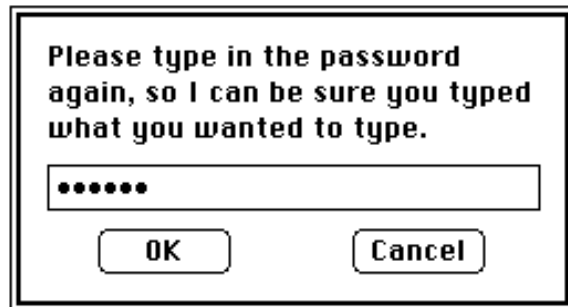 Please type in the password
again, so I can be sure you typed
what you wanted to type.
••••••
OK Cancel